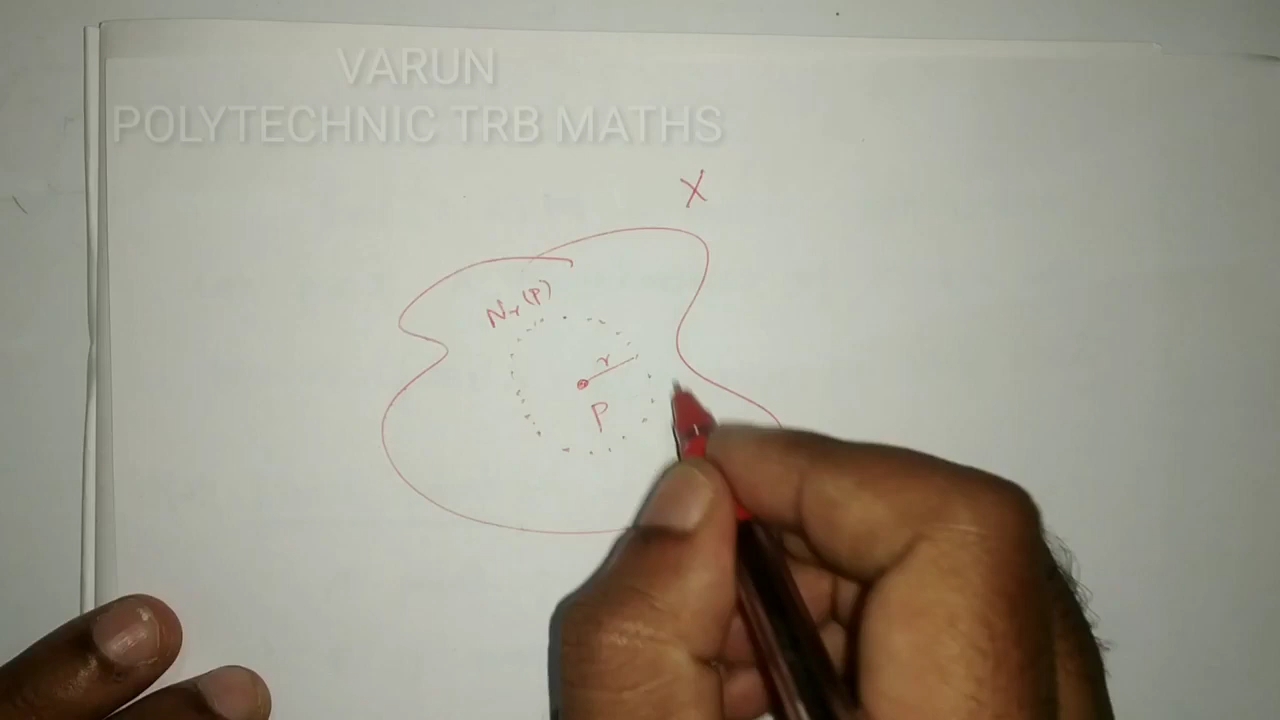 VARUN
POLYTECHNIC TRB MATHS
X
Nr(P)
r
P